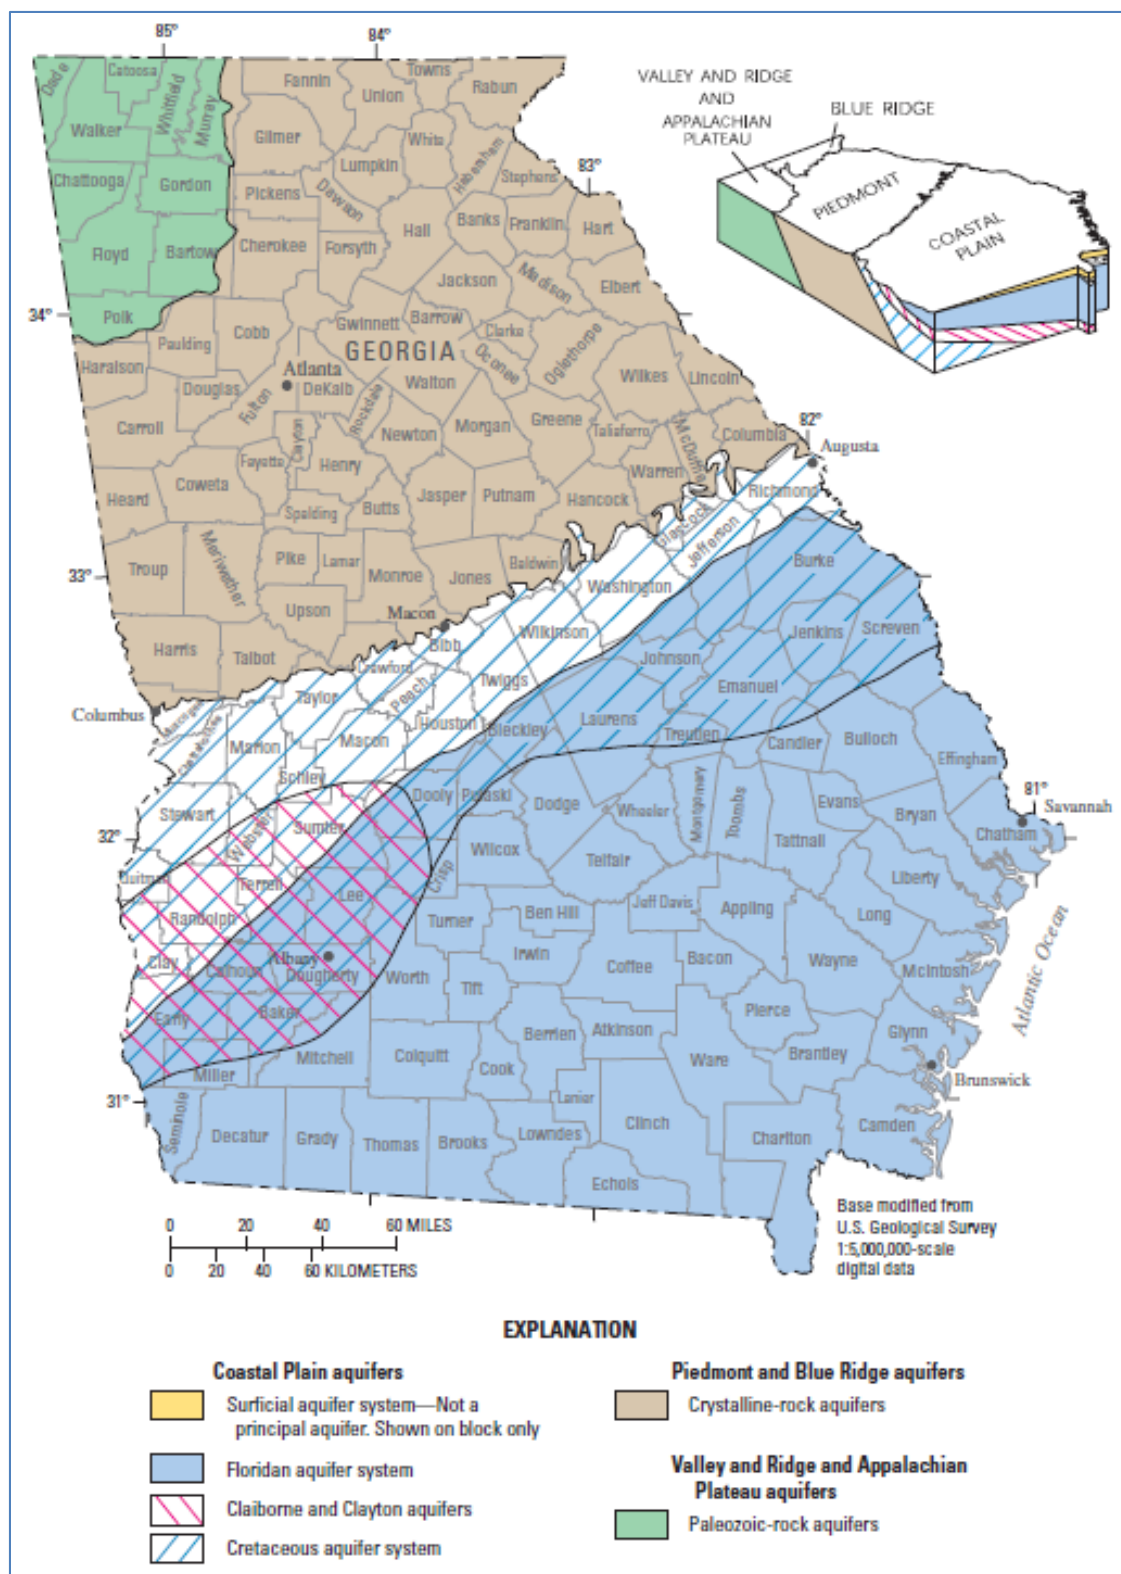 85°
84°
VALLEY AND RIDGE
AND
APPALACHIAN
PLATEAU
BLUE RIDGE
PIEDMONT
COASTAL
PLAIN
Dade
Catoosa
Whitfield
Murray
Fannin
Towns
Union
Rabun
Walker
Gilmer
White
Lumpkin
Habersham
Stephens
83°
Chattooga
Gordon
Pickens
Dawson
Banks
Franklin
Hart
Hall
Floyd
Bartow
Cherokee
Forsyth
Jackson
Madison
Elbert
34°
Polk
Cobb
Gwinnett
Barrow
Clarke
Paulding
GEORGIA
Oconee
Oglethorpe
Haralson
Atlanta
Douglas
DeKalb
Walton
Wilkes
Lincoln
Fulton
Rockdale
Carroll
Clayton
Newton
Morgan
Greene
Taliaferro
McDuffie
Columbia
82°
Augusta
Fayette
Henry
Warren
Heard
Coweta
Spalding
Butts
Jasper
Putnam
Hancock
Richmond
Glascock
Jefferson
33°
Troup
Meriwether
Pike
Lamar
Monroe
Jones
Baldwin
Washington
Burke
Upson
Macon
Bibb
Wilkinson
Jenkins
Screven
Harris
Talbot
Crawford
Twiggs
Johnson
Columbus
Taylor
Peach
Emanuel
Houston
Bleckley
Laurens
Treutlen
Marion
Macon
Candler
Bulloch
Effingham
Schley
Stewart
Dooly
Pulaski
Dodge
Wheeler
Montgomery
Toombs
Evans
Bryan
81°
Savannah
Chatham
32°
Webster
Sumter
Tattnall
Quitman
Terrell
Lee
Crisp
Wilcox
Telfair
Liberty
Randolph
Turner
Ben Hill
Jeff Davis
Appling
Long
Clay
Calhoun
Albany
Dougherty
Worth
Irwin
Coffee
Bacon
Wayne
McIntosh
Atlantic Ocean
Tift
Early
Baker
Pierce
Glynn
Berrien
Atkinson
Mitchell
Colquitt
Cook
Ware
Brantley
Brunswick
Miller
31°
Lanier
Seminole
Decatur
Grady
Thomas
Brooks
Lowndes
Clinch
Charlton
Camden
Echols
0 20 40 60 MILES
0 20 40 60 KILOMETERS
Base modified from
U.S. Geological Survey
1:5,000,000-scale
digital data
EXPLANATION
Coastal Plain aquifers
Surficial aquifer system—Not a
principal aquifer. Shown on block only
Floridan aquifer system
Claiborne and Clayton aquifers
Cretaceous aquifer system
Piedmont and Blue Ridge aquifers
Crystalline-rock aquifers
Valley and Ridge and Appalachian
Plateau aquifers
Paleozoic-rock aquifers